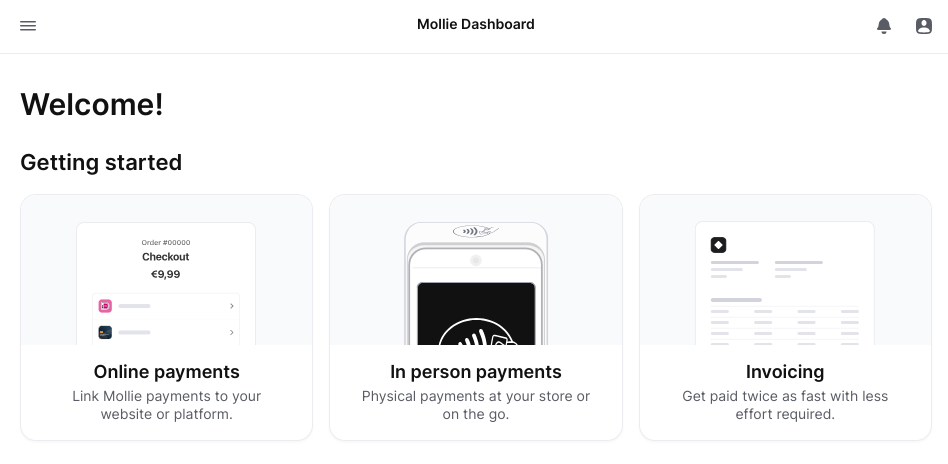 Mollie Dashboard
Welcome!
Getting started
Order #00000
Checkout
€9,99
Online payments
Link Mollie payments to your
website or platform.
In person payments
Physical payments at your store or
on the go.
Invoicing
Get paid twice as fast with less
effort required.